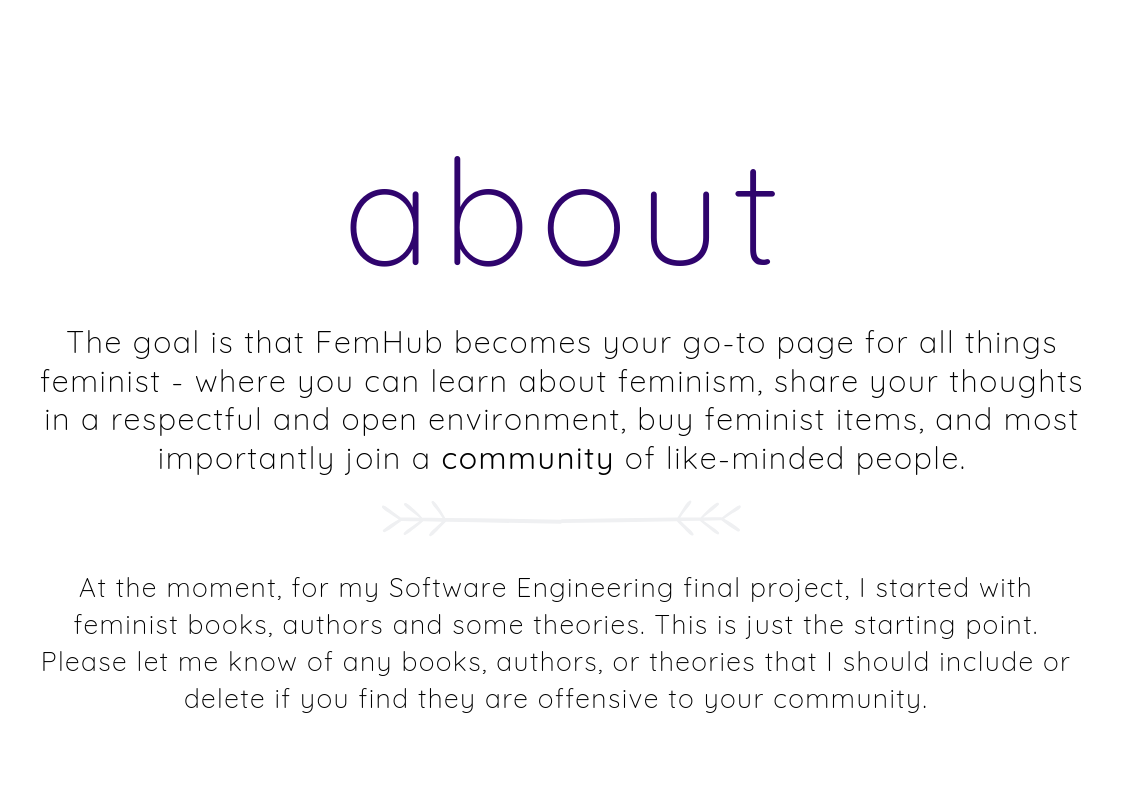 about
The goal is that FemHub becomes your go-to page for all things
feminist - where you can learn about feminism, share your thoughts
in a respectful and open environment, buy feminist items, and most
importantly join a community of like-minded people.
At the moment, for my Software Engineering final project, I started with
feminist books, authors and some theories. This is just the starting point.
Please let me know of any books, authors, or theories that I should include or
delete if you find they are offensive to your community.